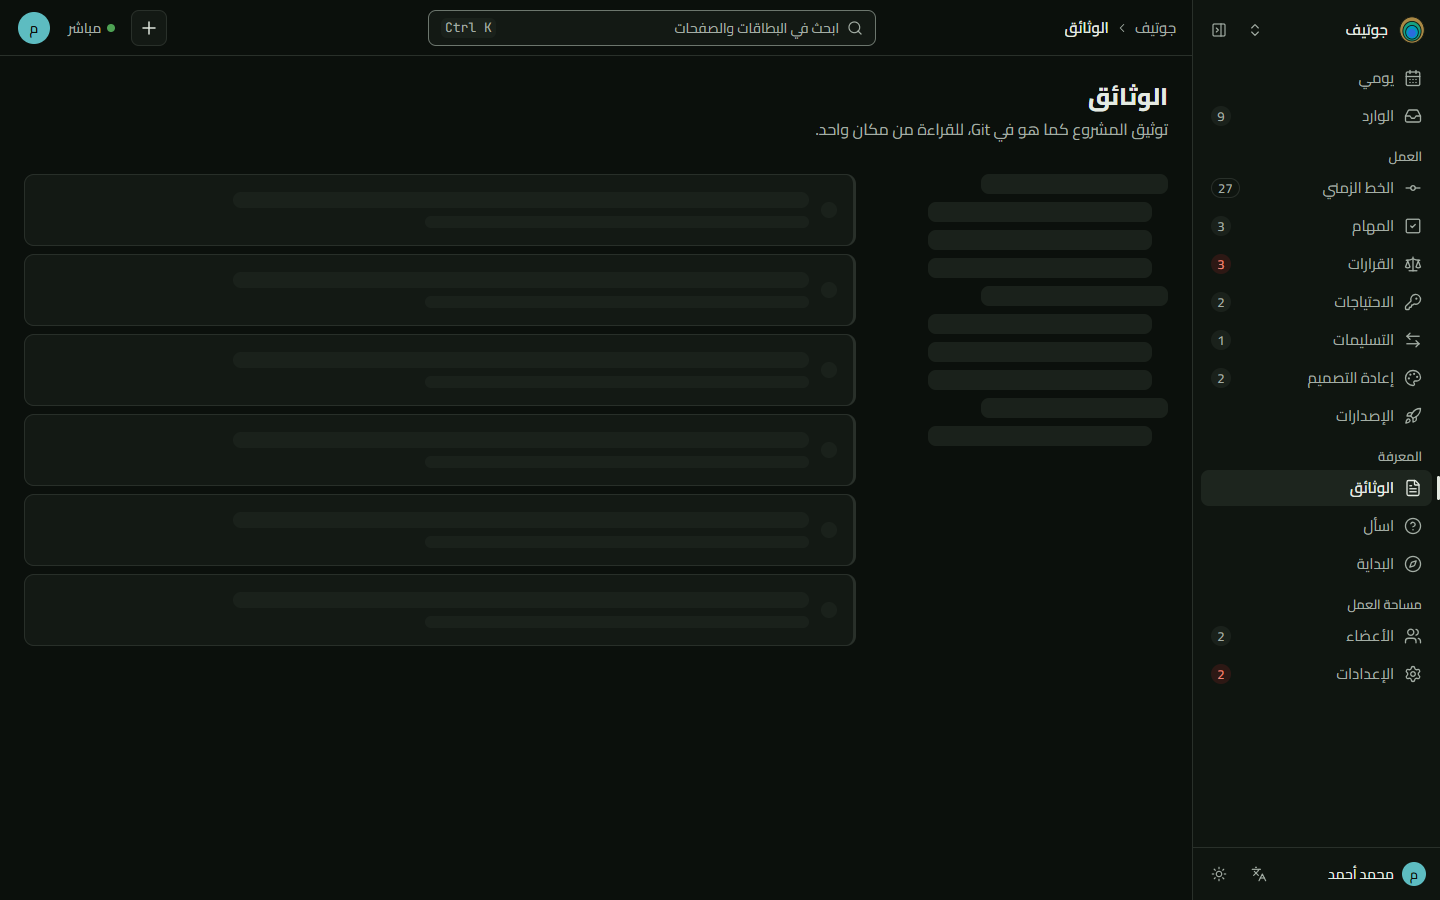 جوتيف
يومي
الوارد 9
العمل
الخط الزمني 27
المهام 3
القرارات 3
الاحتياجات 2
التسليمات 1
إعادة التصميم 2
الإصدارات
المعرفة
الوثائق
اسأل
البداية
مساحة العمل
الأعضاء 2
الإعدادات 2
م محمد أحمد
جوتيف الوثائق
ابحث في البطاقات والصفحات Ctrl K
مباشر
م
الوثائق
توثيق المشروع كما هو في Git، للقراءة من مكان واحد.